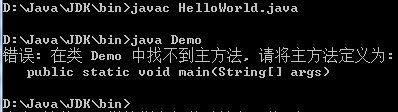 D:\Java\JDK\bin>javac HelloWorld.java
D:\Java\JDK\bin>java Demo
错误: 在类 Demo 中找不到主方法, 请将主方法定义为:
public static void main(String[] args)
D:\Java\JDK\bin>